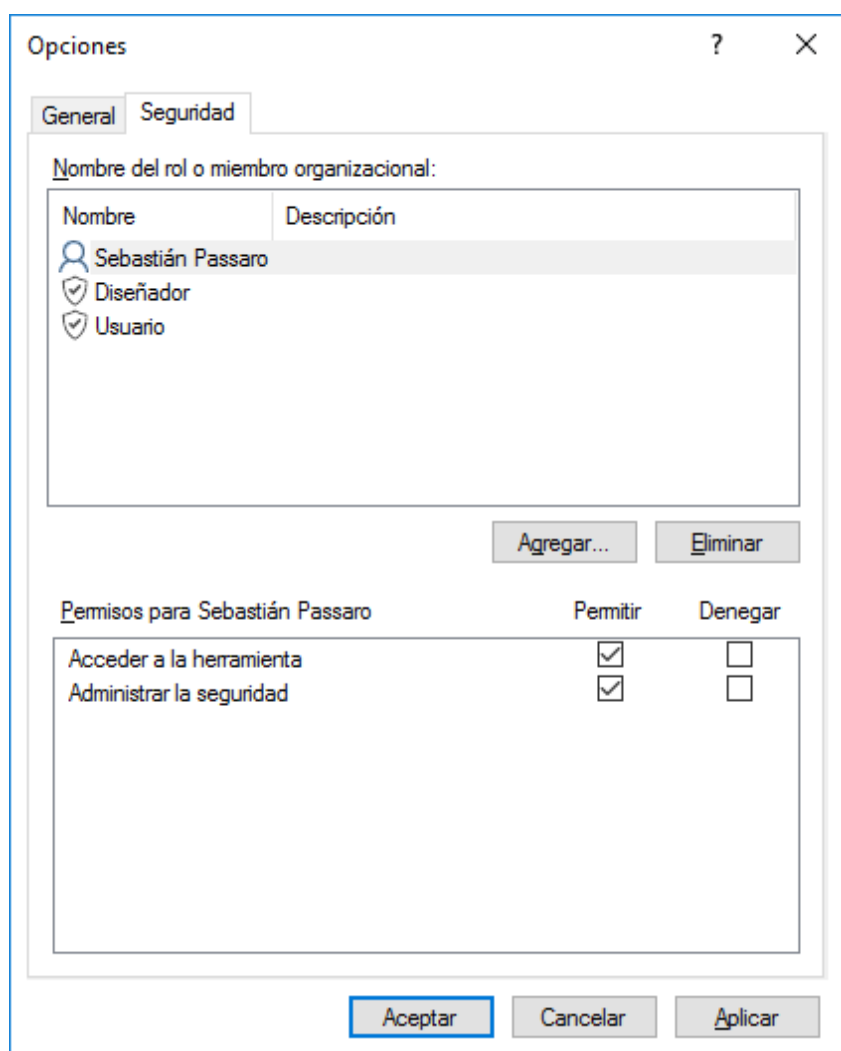 Opciones ?
General Seguridad
Nombre del rol o miembro organizacional:
Nombre Descripción
Sebastián Passaro
Diseñador
Usuario
Agregar... Eliminar
Permisos para Sebastián Passaro Permitir Denegar
Acceder a la herramienta
Administrar la seguridad
Aceptar Cancelar Aplicar